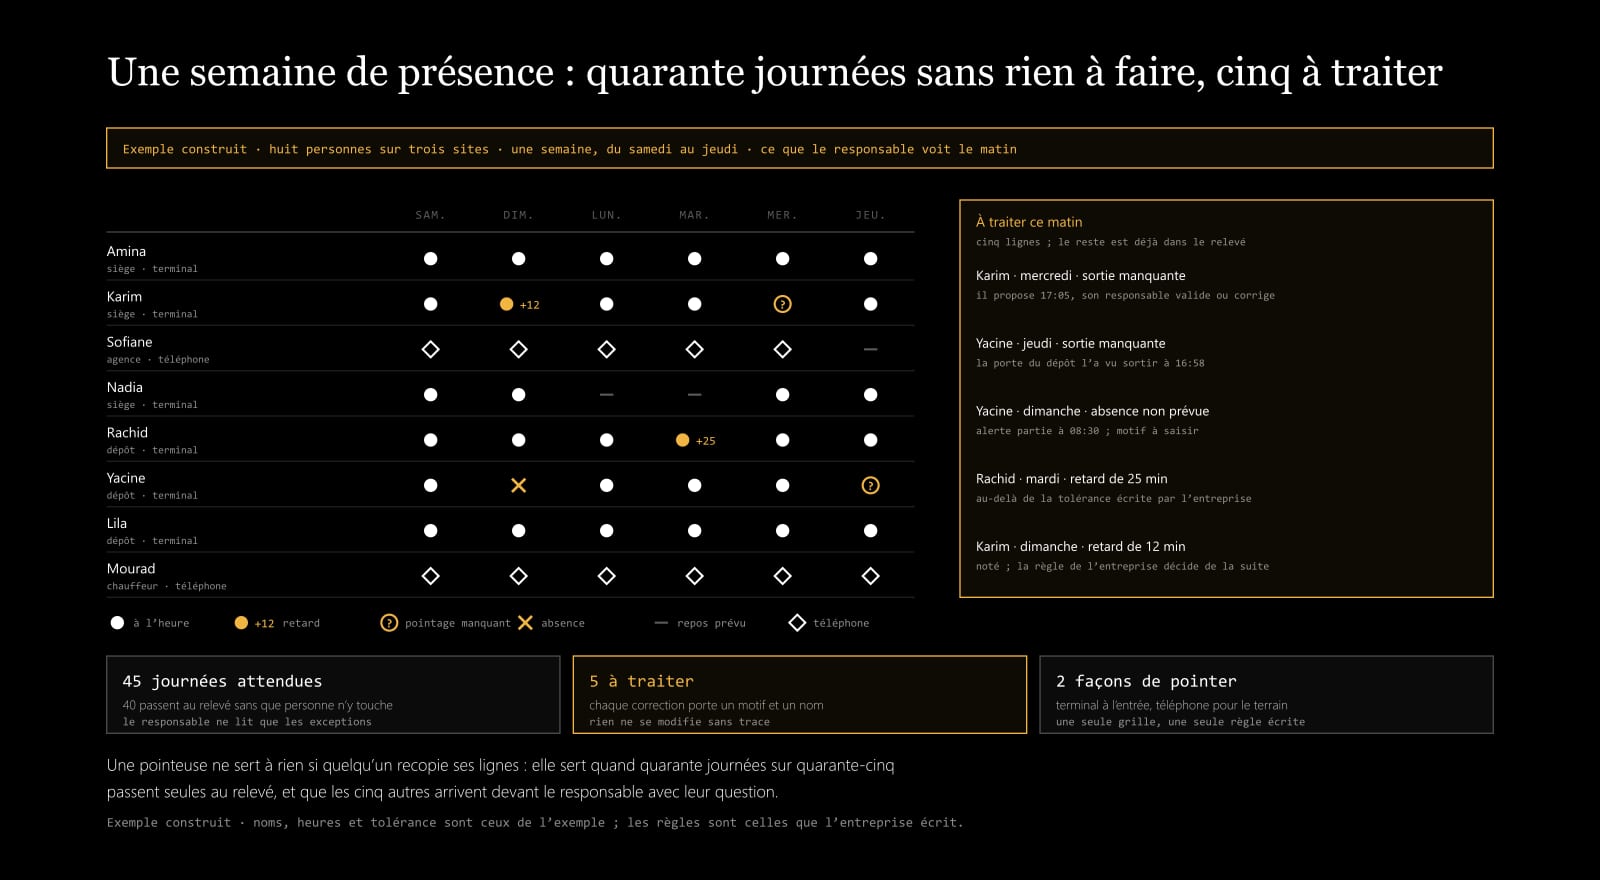 Une semaine de présence : quarante journées sans rien à faire, cinq à traiter
Exemple construit · huit personnes sur trois sites · une semaine, du samedi au jeudi · ce que le responsable voit le matin
SAM. DIM. LUN. MAR. MER. JEU.
Amina
siège · terminal
Karim
siège · terminal
+12
?
Sofiane
agence · téléphone
Nadia
siège · terminal
Rachid
dépôt · terminal
+25
Yacine
dépôt · terminal
?
Lila
dépôt · terminal
Mourad
chauffeur · téléphone
à l’heure +12 retard ? pointage manquant absence repos prévu téléphone
À traiter ce matin
cinq lignes ; le reste est déjà dans le relevé
Karim · mercredi · sortie manquante
il propose 17:05, son responsable valide ou corrige
Yacine · jeudi · sortie manquante
la porte du dépôt l’a vu sortir à 16:58
Yacine · dimanche · absence non prévue
alerte partie à 08:30 ; motif à saisir
Rachid · mardi · retard de 25 min
au-delà de la tolérance écrite par l’entreprise
Karim · dimanche · retard de 12 min
noté ; la règle de l’entreprise décide de la suite
45 journées attendues
40 passent au relevé sans que personne n’y touche
le responsable ne lit que les exceptions
5 à traiter
chaque correction porte un motif et un nom
rien ne se modifie sans trace
2 façons de pointer
terminal à l’entrée, téléphone pour le terrain
une seule grille, une seule règle écrite
Une pointeuse ne sert à rien si quelqu’un recopie ses lignes : elle sert quand quarante journées sur quarante-cinq
passent seules au relevé, et que les cinq autres arrivent devant le responsable avec leur question.
Exemple construit · noms, heures et tolérance sont ceux de l’exemple ; les règles sont celles que l’entreprise écrit.